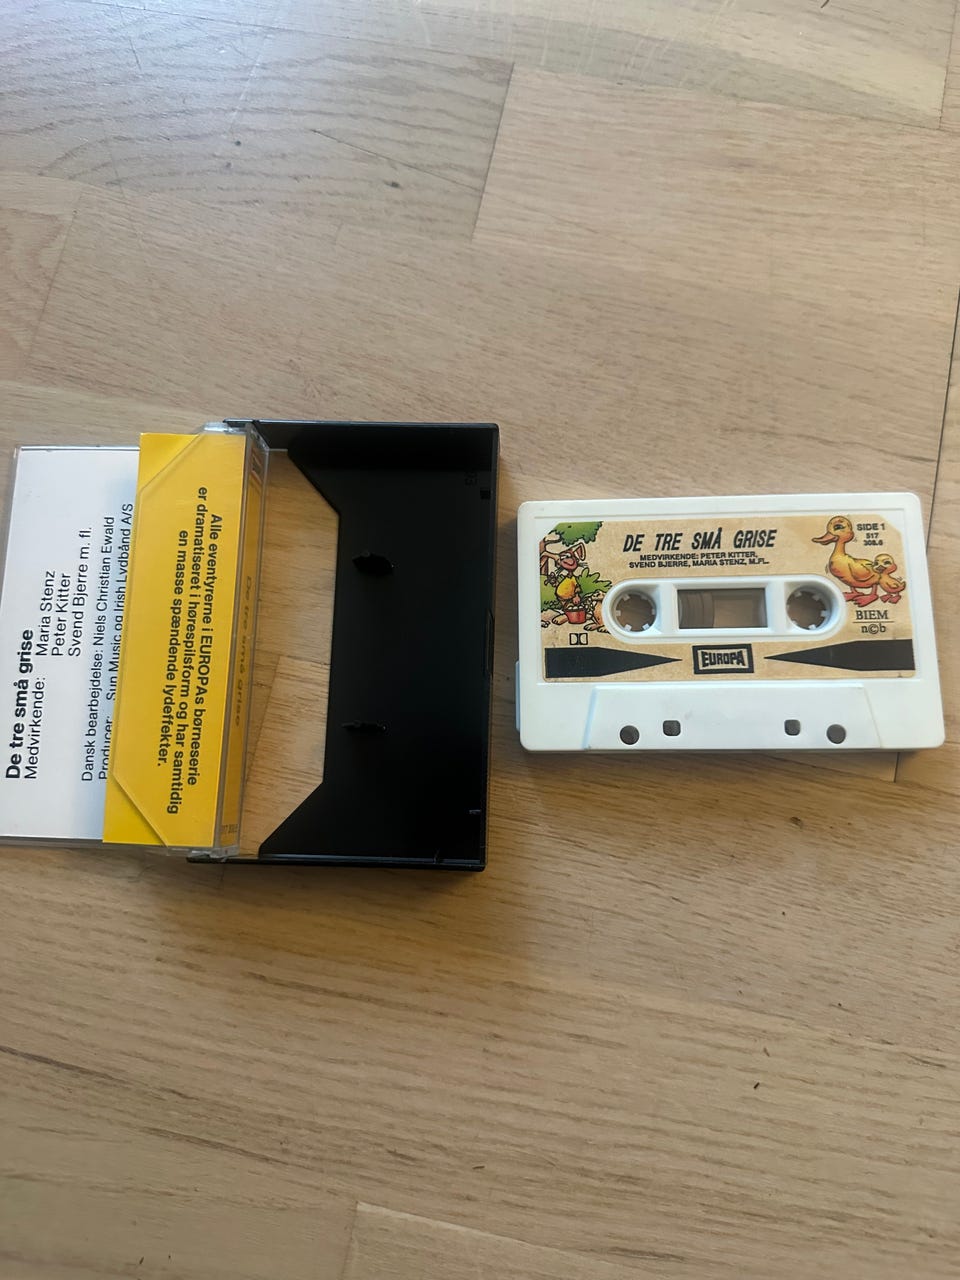 De tre små grise
Medvirkende: Maria Stenz
Peter Kitter
Svend Bjerre m. fl.
Dansk bearbejdelse: Niels Christian Ewald
Producer: Sun Music og Irish Lydbånd A/S
Alle eventyrerne i EUROPAs børneserie
er dramatiseret i hørespilsform og har samtidig
en masse spændende lydeffekter.
De tre små grise
DE TRE SMÅ GRISE
MEDVIRKENDE: PETER KITTER,
SVEND BJERRE, MARIA STENZ, M.FL.
SIDE 1
517
308.6
BIEM
n©b
EUROPA